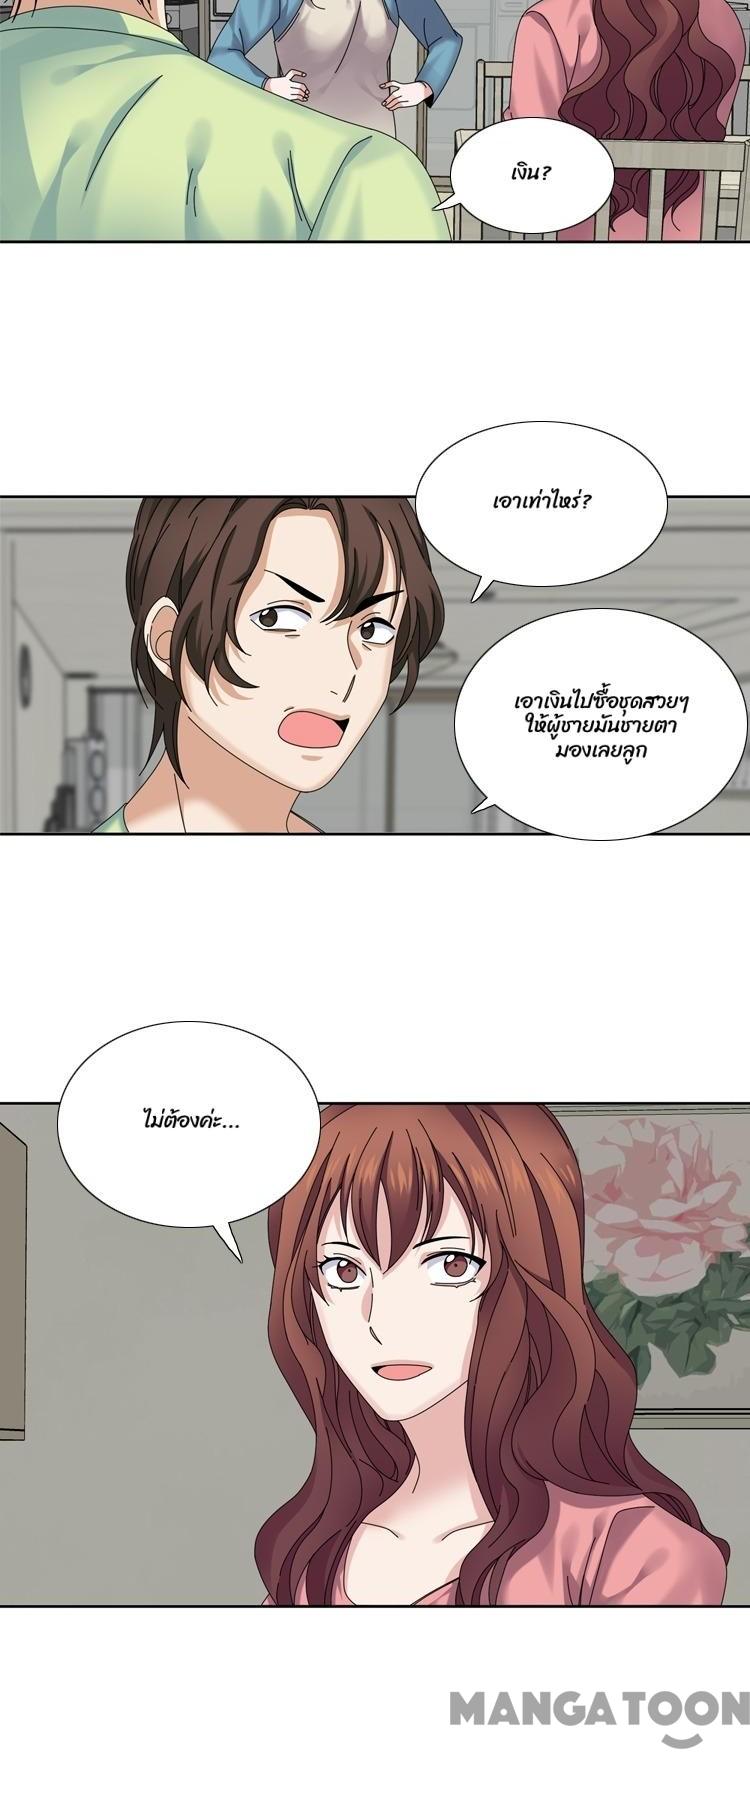 เงิน?
เอาเท่าไหร่?
เอาเงินไปซื้อชุดสวยๆ
ให้ผู้ชายมันชายตา
มองเลยลูก
ไม่ต้องค่ะ...
MANGATOON